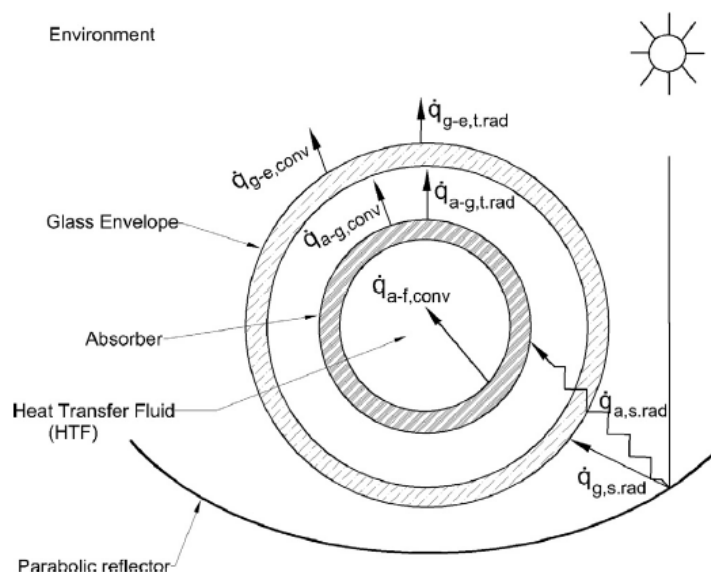 Environment
q̇g-e,t.rad
q̇g-e,conv
q̇a-g,t.rad
q̇a-g,conv
Glass Envelope
q̇a-f,conv
Absorber
Heat Transfer Fluid
(HTF)
q̇a,s.rad
q̇g,s.rad
Parabolic reflector